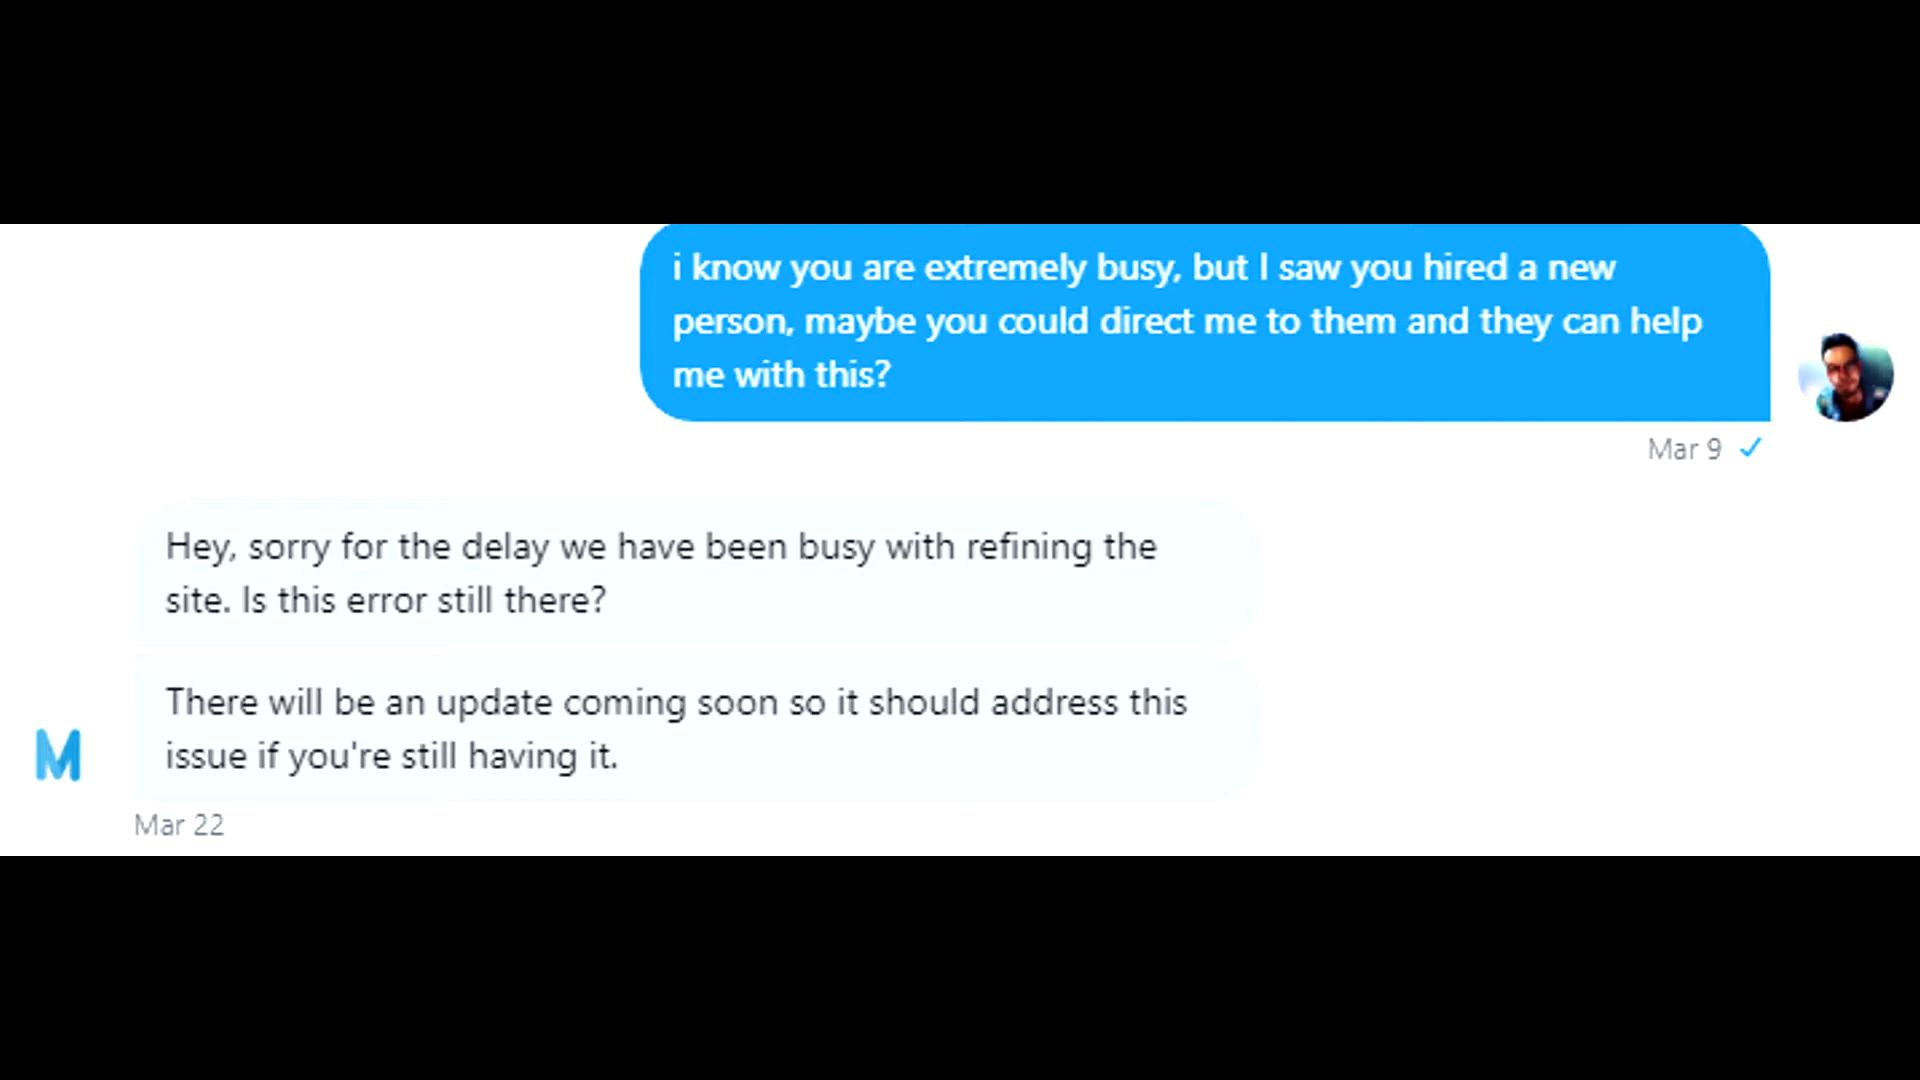 i know you are extremely busy, but I saw you hired a new
person, maybe you could direct me to them and they can help
me with this?
Mar 9
Hey, sorry for the delay we have been busy with refining the
site. Is this error still there?
There will be an update coming soon so it should address this
issue if you're still having it.
M
Mar 22